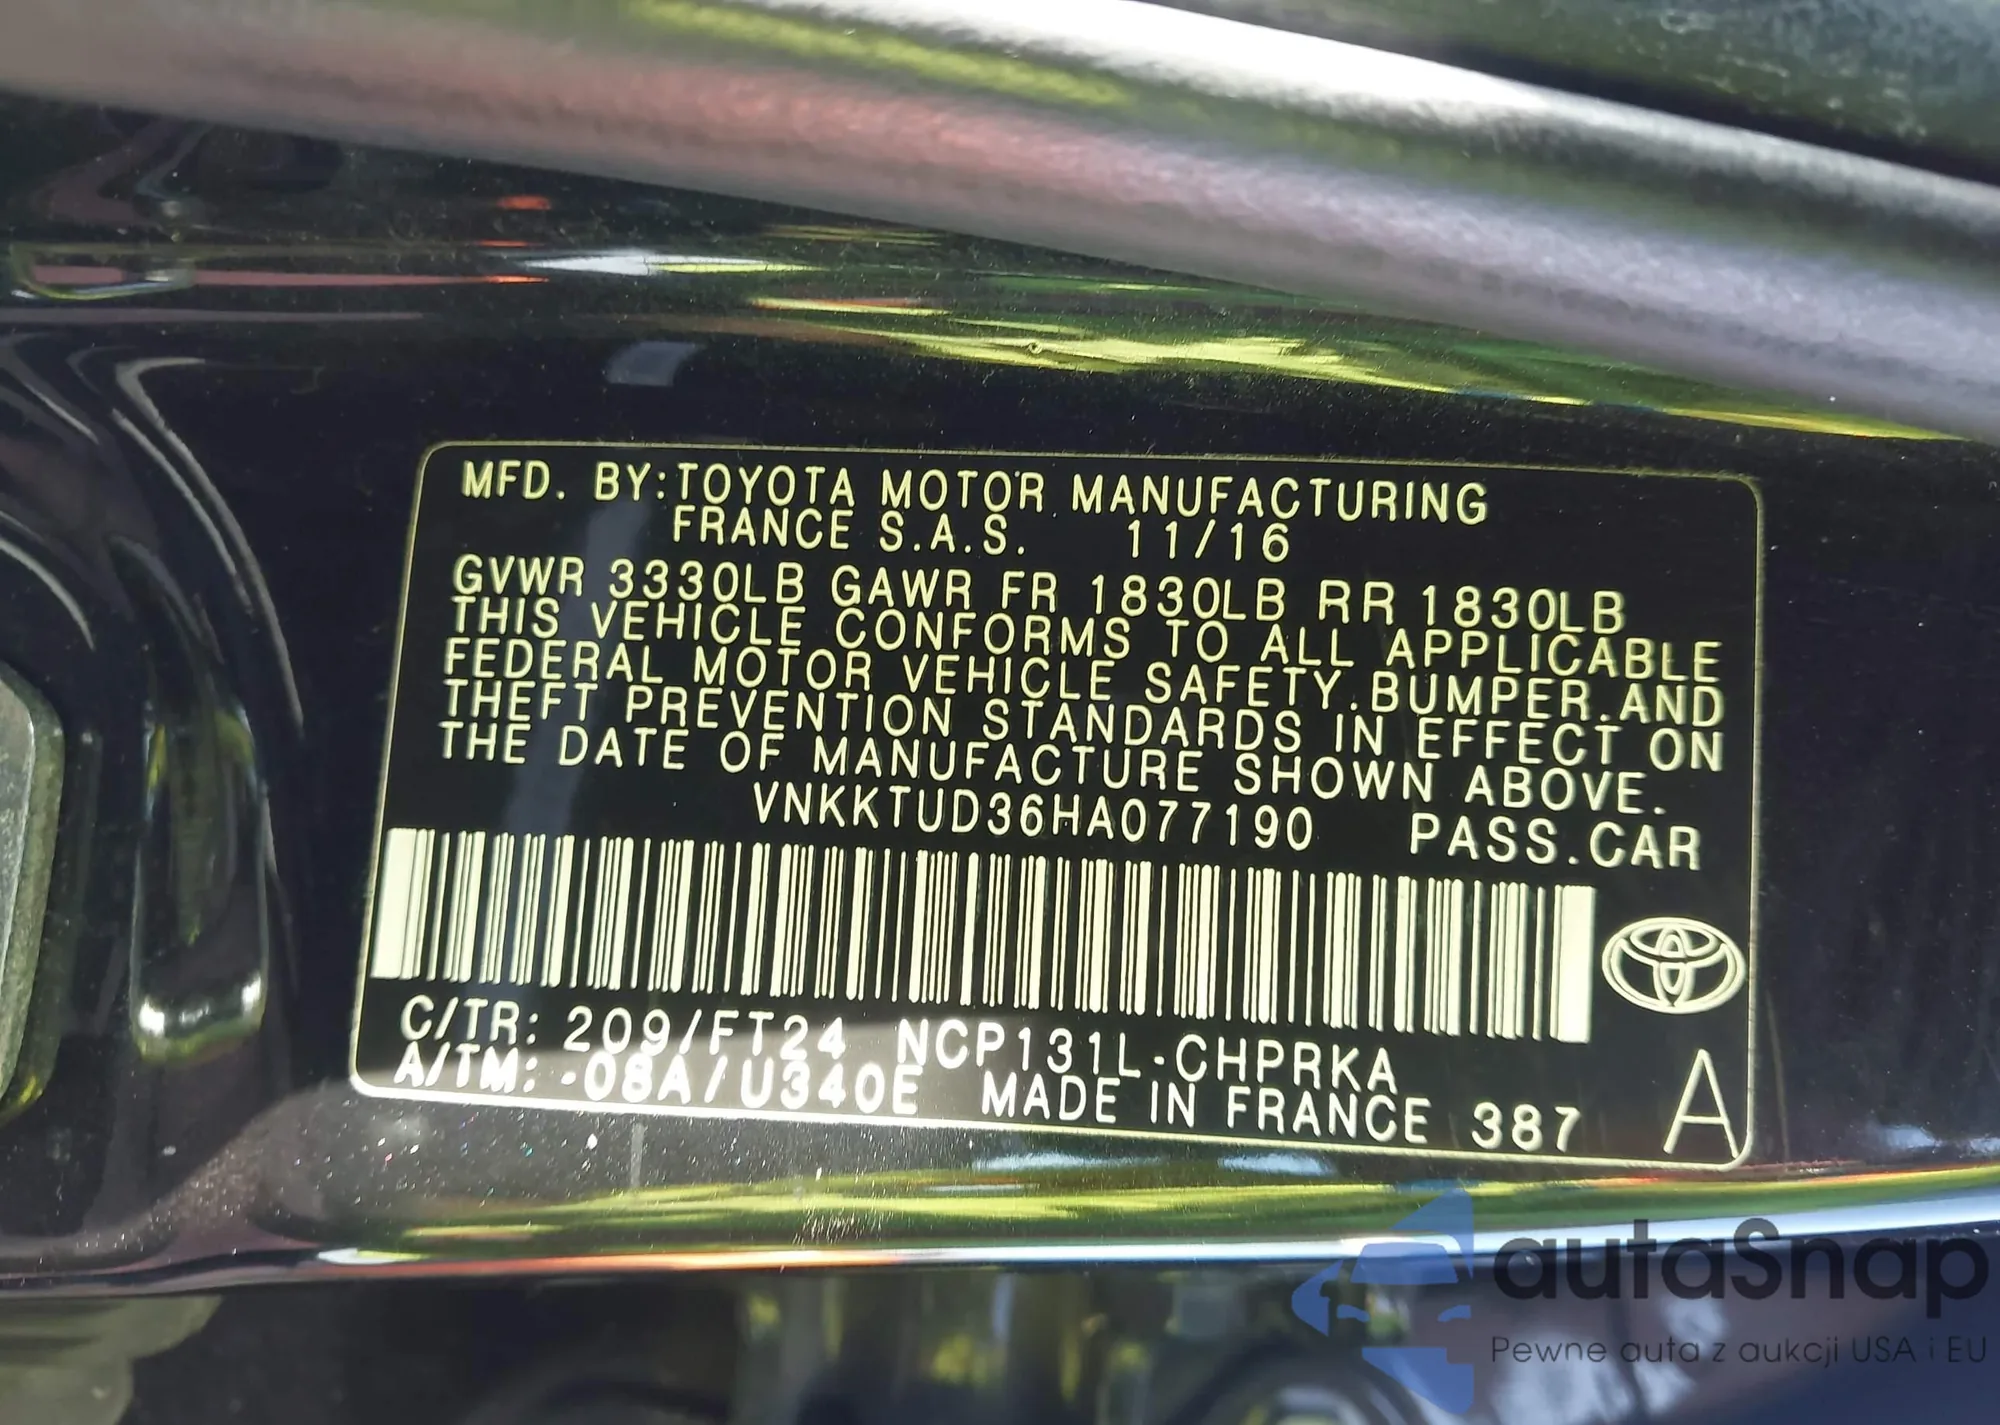 MFD. BY:TOYOTA MOTOR MANUFACTURING
FRANCE S.A.S. 11/16
GVWR 3330LB GAWR FR 1830LB RR 1830LB
THIS VEHICLE CONFORMS TO ALL APPLICABLE
FEDERAL MOTOR VEHICLE SAFETY.BUMPER.AND
THEFT PREVENTION STANDARDS IN EFFECT ON
THE DATE OF MANUFACTURE SHOWN ABOVE.
VNKKTUD36HA077190 PASS.CAR
C/TR: 209/FT24 NCP131L-CHPRKA
A/TM: -08A/U340E MADE IN FRANCE 387 A
autaSnap
Pewne auta z aukcji USA i EU